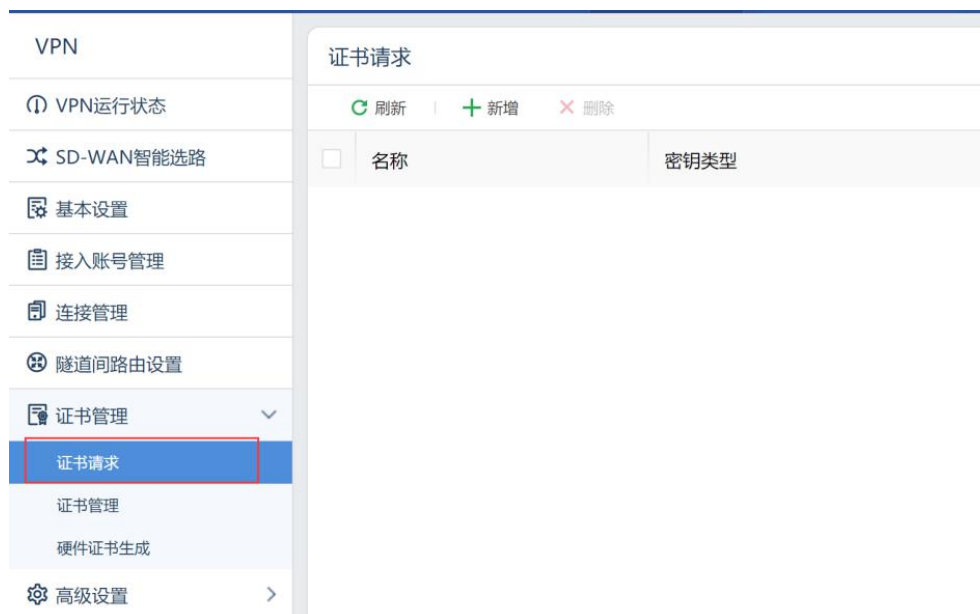 VPN
VPN运行状态
SD-WAN智能选路
基本设置
接入账号管理
连接管理
隧道间路由设置
证书管理
证书请求
证书管理
硬件证书生成
高级设置
证书请求
刷新 新增 删除
名称 密钥类型